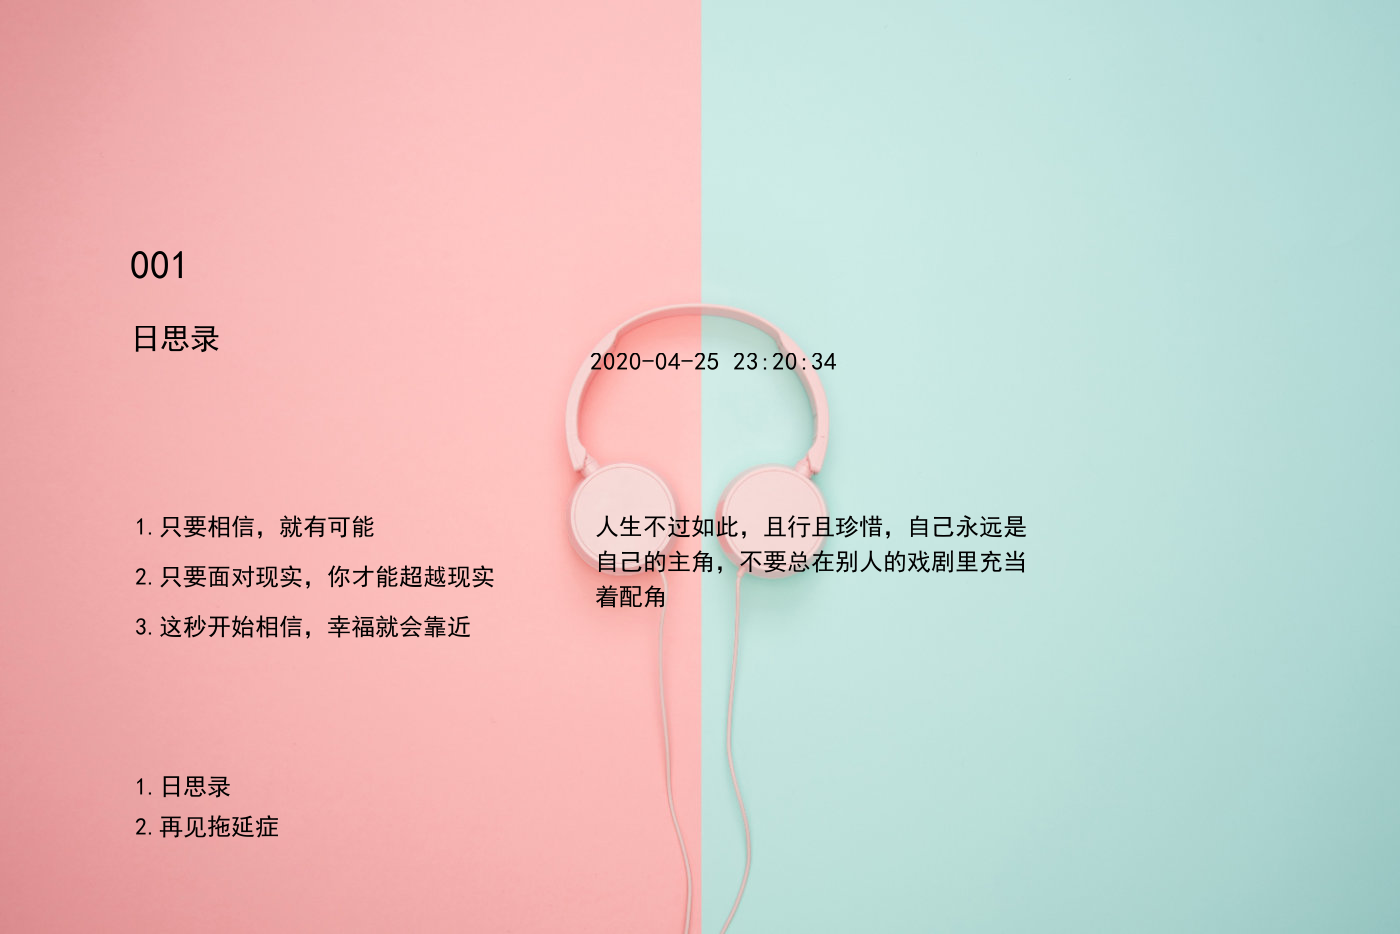 001
日思录
2020-04-25 23:20:34
1. 只要相信，就有可能
2. 只要面对现实，你才能超越现实
3. 这秒开始相信，幸福就会靠近
人生不过如此，且行且珍惜，自己永远是
自己的主角，不要总在别人的戏剧里充当
着配角
1. 日思录
2. 再见拖延症